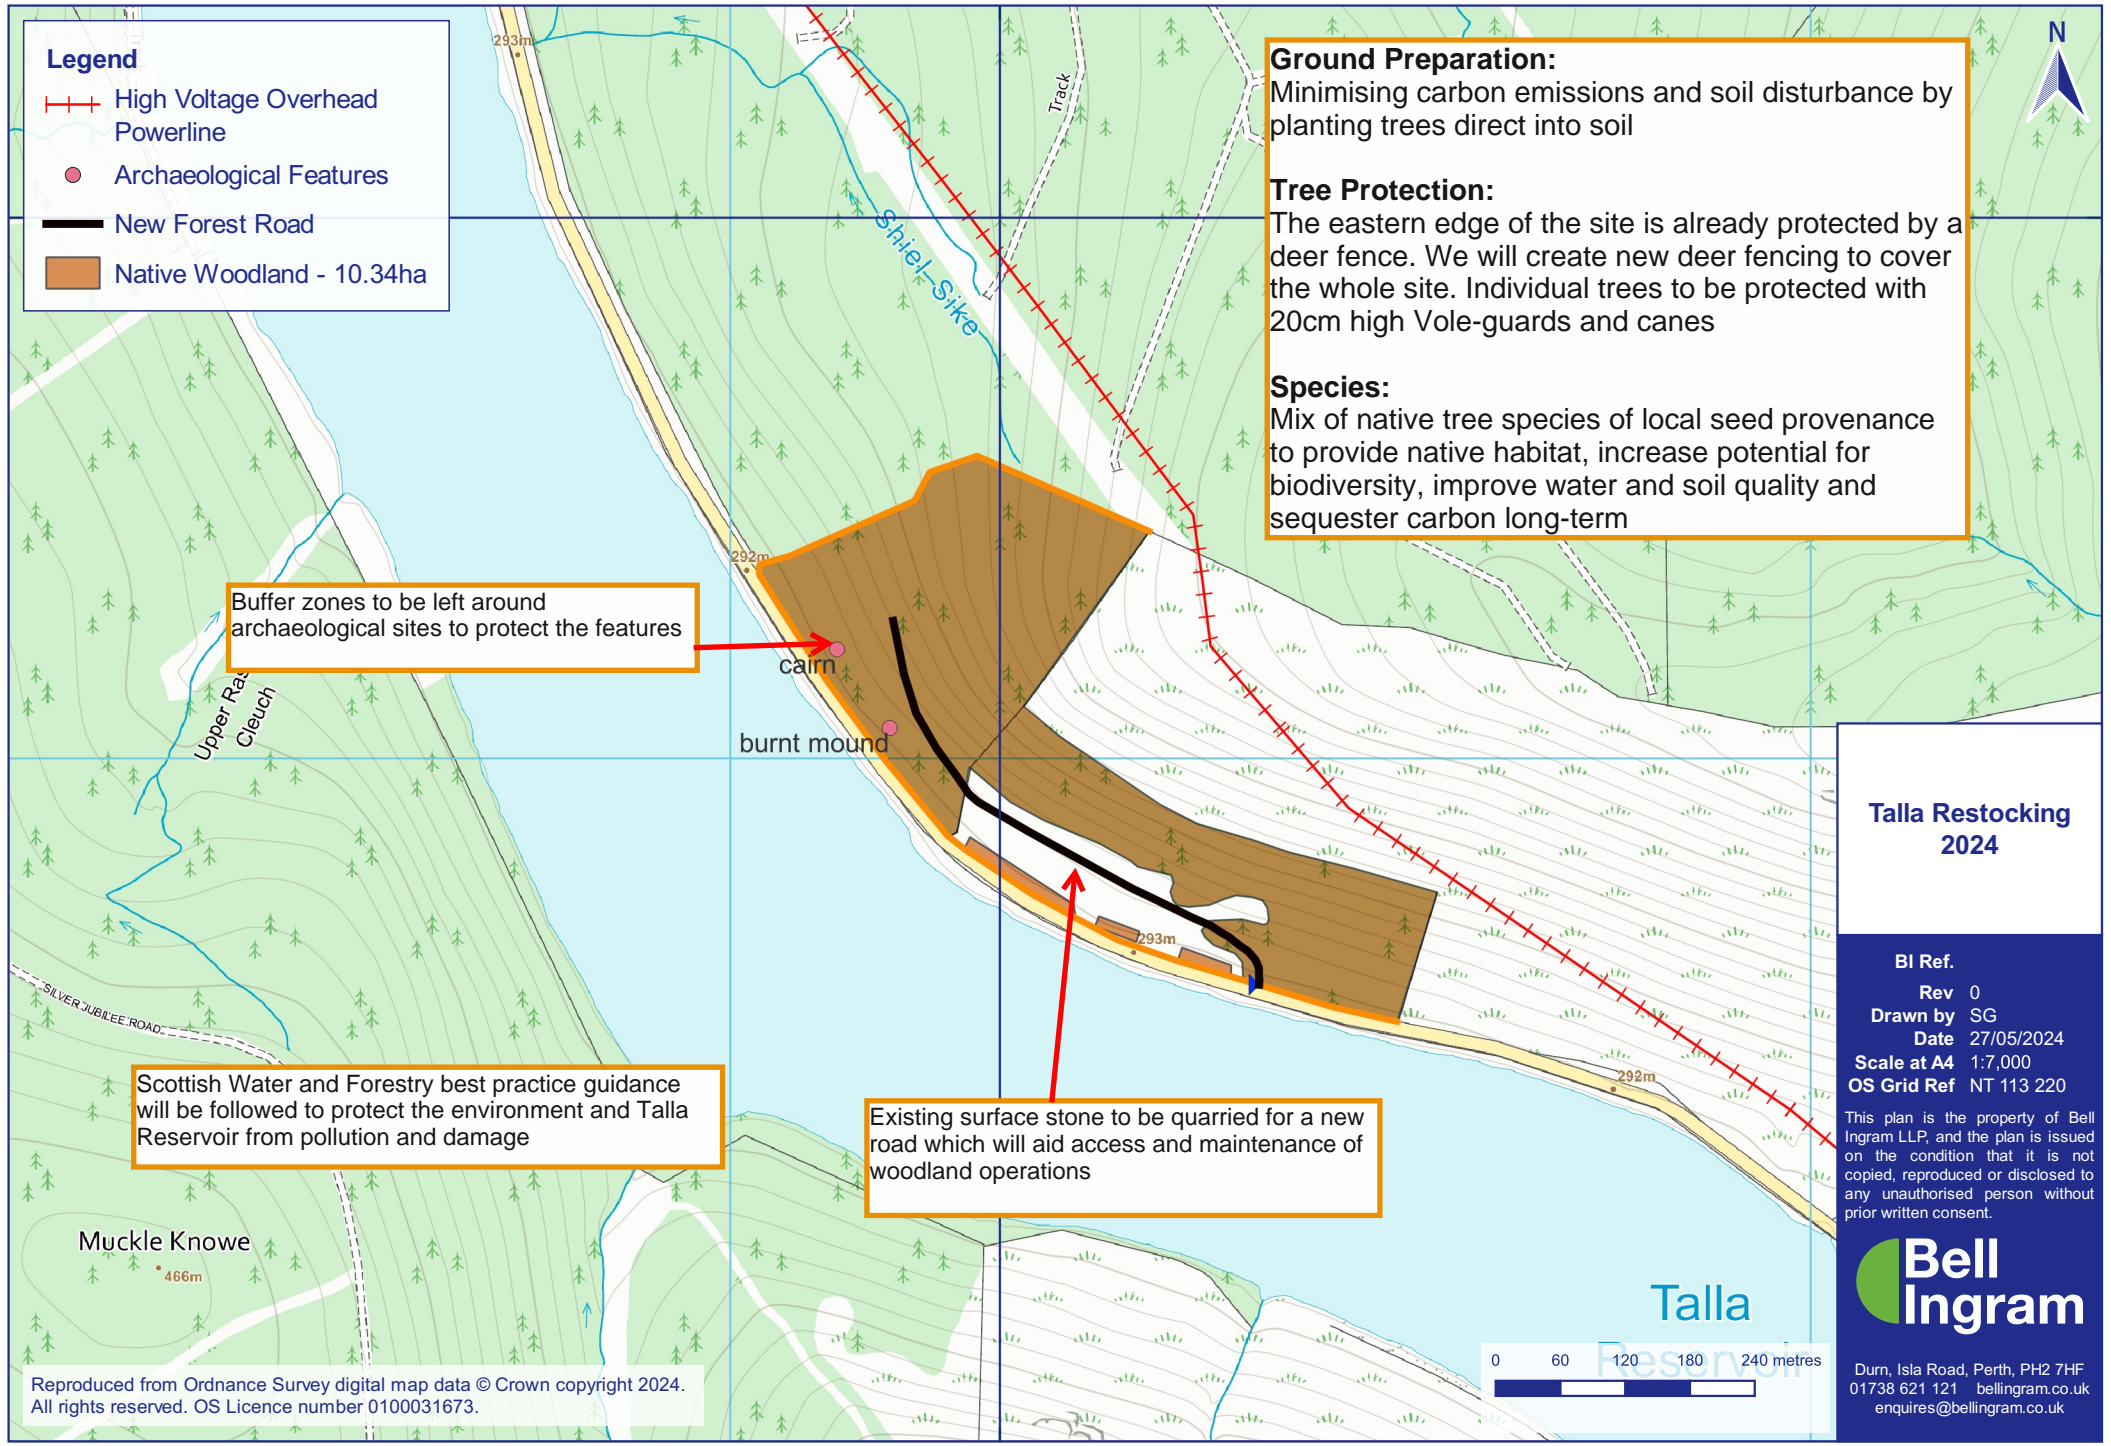 Legend
High Voltage Overhead
Powerline
Archaeological Features
New Forest Road
Native Woodland - 10.34ha
293m
Track
Shiel Sike
N
Ground Preparation:
Minimising carbon emissions and soil disturbance by
planting trees direct into soil
Tree Protection:
The eastern edge of the site is already protected by a
deer fence. We will create new deer fencing to cover
the whole site. Individual trees to be protected with
20cm high Vole-guards and canes
Species:
Mix of native tree species of local seed provenance
to provide native habitat, increase potential for
biodiversity, improve water and soil quality and
sequester carbon long-term
292m
Buffer zones to be left around
archaeological sites to protect the features
cairn
burnt mound
Upper Ras
Cleuch
293m
SILVER JUBILEE ROAD
Scottish Water and Forestry best practice guidance
will be followed to protect the environment and Talla
Reservoir from pollution and damage
Existing surface stone to be quarried for a new
road which will aid access and maintenance of
woodland operations
292m
Muckle Knowe
466m
Talla
Reservoir
0 60 120 180 240 metres
Reproduced from Ordnance Survey digital map data © Crown copyright 2024.
All rights reserved. OS Licence number 0100031673.
Talla Restocking
2024
BI Ref.
Rev 0
Drawn by SG
Date 27/05/2024
Scale at A4 1:7,000
OS Grid Ref NT 113 220
This plan is the property of Bell
Ingram LLP, and the plan is issued
on the condition that it is not
copied, reproduced or disclosed to
any unauthorised person without
prior written consent.
Bell
Ingram
Durn, Isla Road, Perth, PH2 7HF
01738 621 121 bellingram.co.uk
enquires@bellingram.co.uk